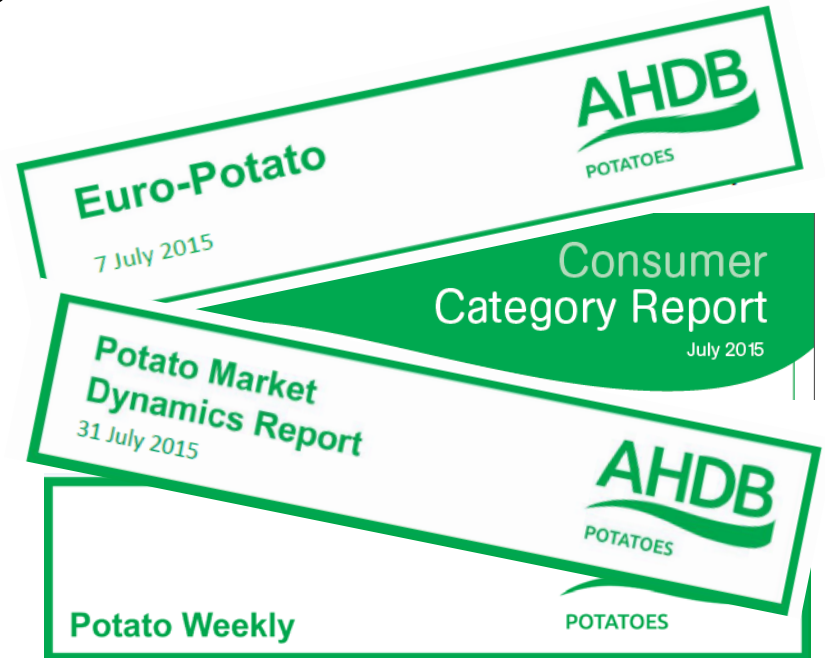 Euro-Potato
7 July 2015
AHDB
POTATOES
Consumer
Category Report
July 2015
Potato Market
Dynamics Report
31 July 2015
AHDB
POTATOES
Potato Weekly
POTATOES